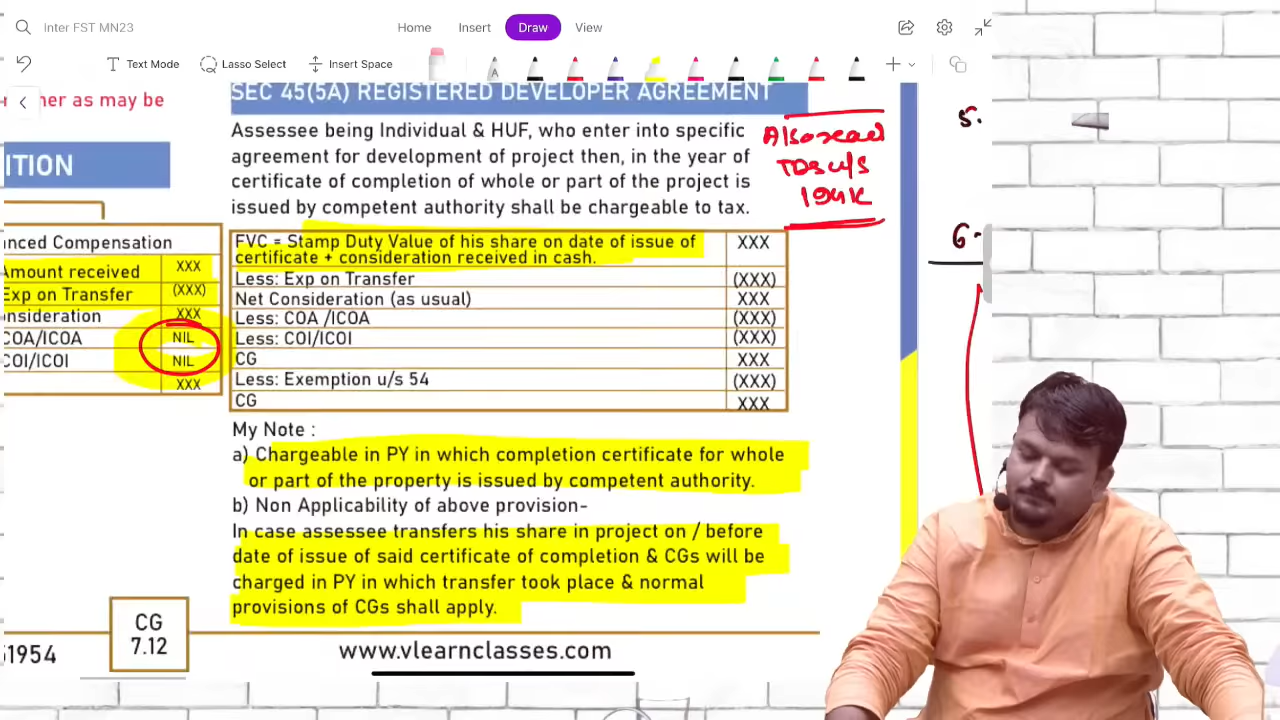 Inter FST MN23
Home Insert Draw View
Text Mode Lasso Select Insert Space
ner as may be
ITION
anced Compensation
Amount received XXX
Exp on Transfer (XXX)
nsideration XXX
COA/ICOA NIL
COI/ICOI NIL
XXX
51954
CG
7.12
SEC 45(5A) REGISTERED DEVELOPER AGREEMENT
Assessee being Individual & HUF, who enter into specific
agreement for development of project then, in the year of
certificate of completion of whole or part of the project is
issued by competent authority shall be chargeable to tax.
Also read
TDS u/s
FVC = Stamp Duty Value of his share on date of issue of
certificate + consideration received in cash. XXX
Less: Exp on Transfer (XXX)
Net Consideration (as usual) XXX
Less: COA /ICOA (XXX)
Less: COI/ICOI (XXX)
CG XXX
Less: Exemption u/s 54 (XXX)
CG XXX
My Note :
a) Chargeable in PY in which completion certificate for whole
or part of the property is issued by competent authority.
b) Non Applicability of above provision-
In case assessee transfers his share in project on / before
date of issue of said certificate of completion & CGs will be
charged in PY in which transfer took place & normal
provisions of CGs shall apply.
www.vlearnclasses.com
5.
6.